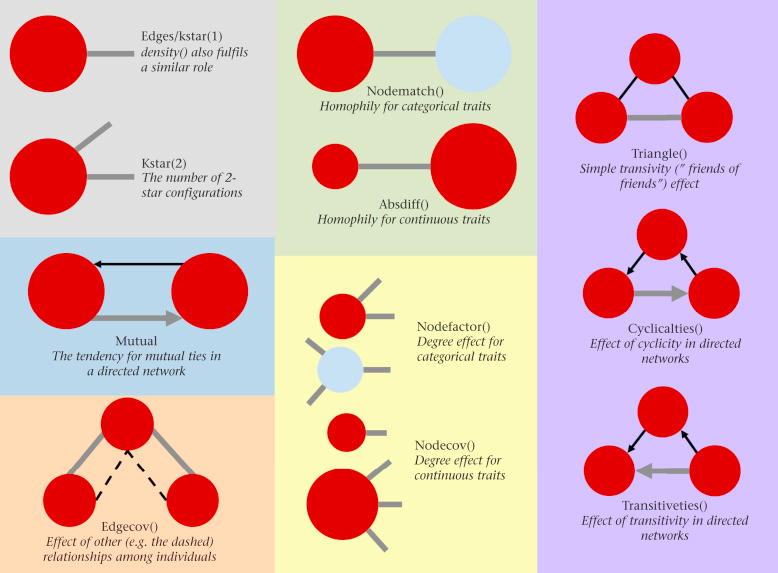 Edges/kstar(1)
density() also fulfils
a similar role
Kstar(2)
The number of 2-
star configurations
Mutual
The tendency for mutual ties in
a directed network
Edgecov()
Effect of other (e.g. the dashed)
relationships among individuals
Nodematch()
Homophily for categorical traits
Absdiff()
Homophily for continuous traits
Nodefactor()
Degree effect for
categorical traits
Nodecov()
Degree effect for
continuous traits
Triangle()
Simple transivity (" friends of
friends") effect
Cyclicalties()
Effect of cyclicity in directed
networks
Transitiveties()
Effect of transitivity in directed
networks